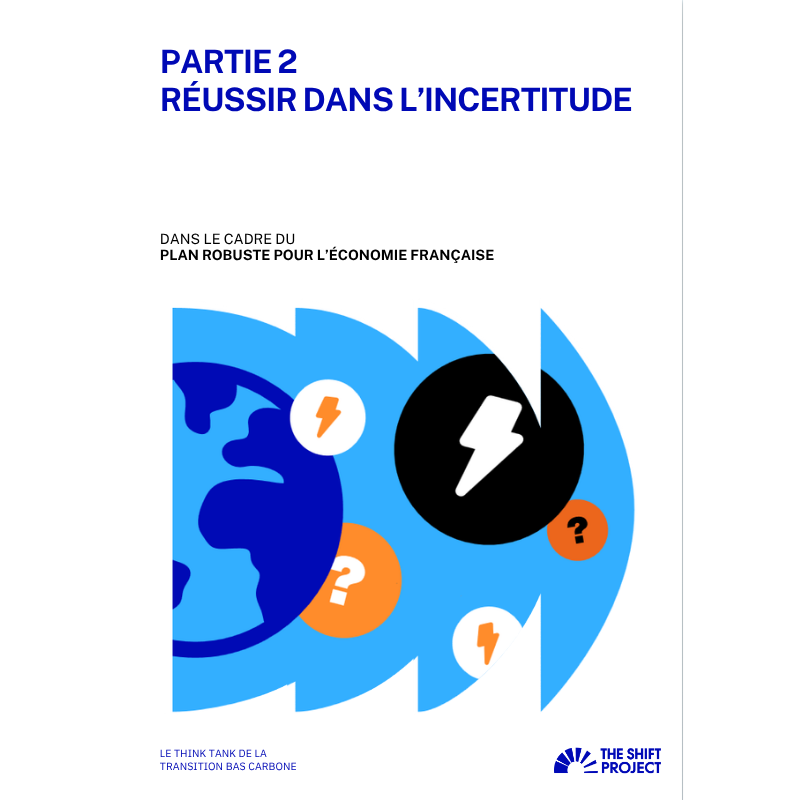 PARTIE 2
RÉUSSIR DANS L’INCERTITUDE
DANS LE CADRE DU
PLAN ROBUSTE POUR L’ÉCONOMIE FRANÇAISE
?
?
LE THINK TANK DE LA
TRANSITION BAS CARBONE
THE SHIFT
PROJECT